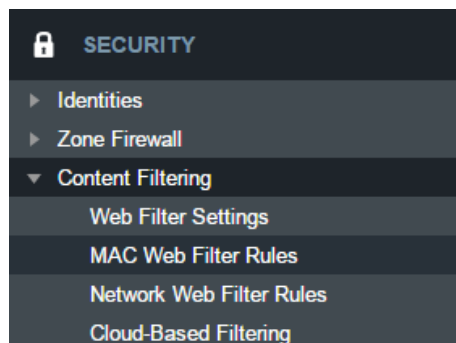 SECURITY
Identities
Zone Firewall
Content Filtering
Web Filter Settings
MAC Web Filter Rules
Network Web Filter Rules
Cloud-Based Filtering